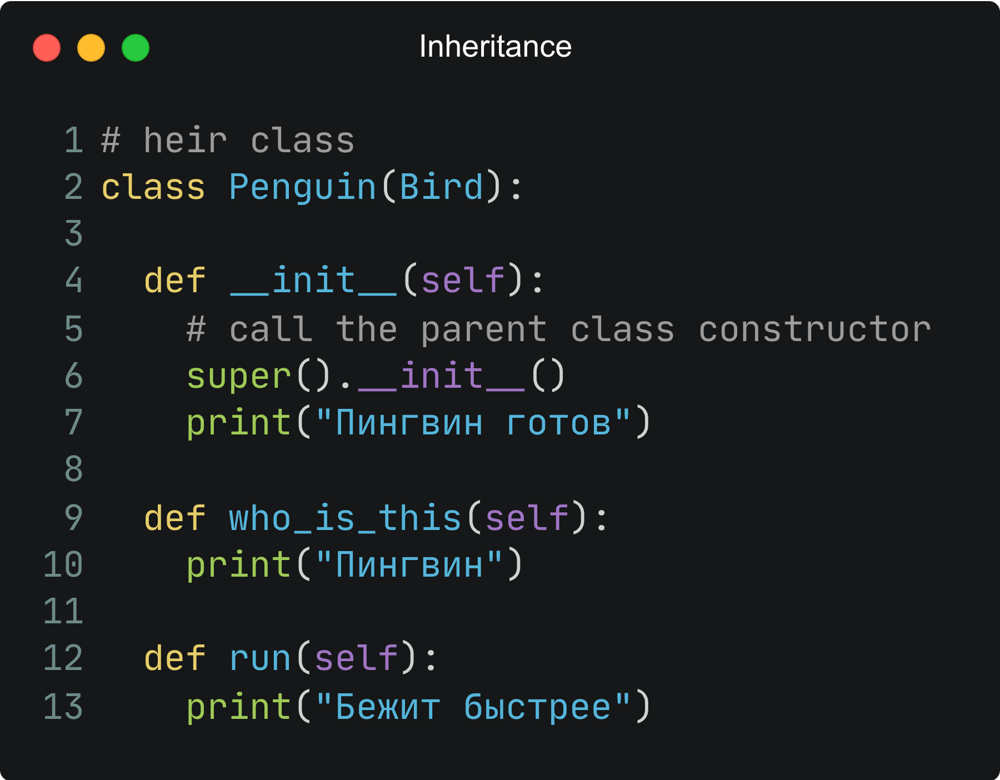 Inheritance
1 # heir class
2 class Penguin(Bird):
3
4   def __init__(self):
5     # call the parent class constructor
6     super().__init__()
7     print("Пингвин готов")
8
9   def who_is_this(self):
10     print("Пингвин")
11
12   def run(self):
13     print("Бежит быстрее")